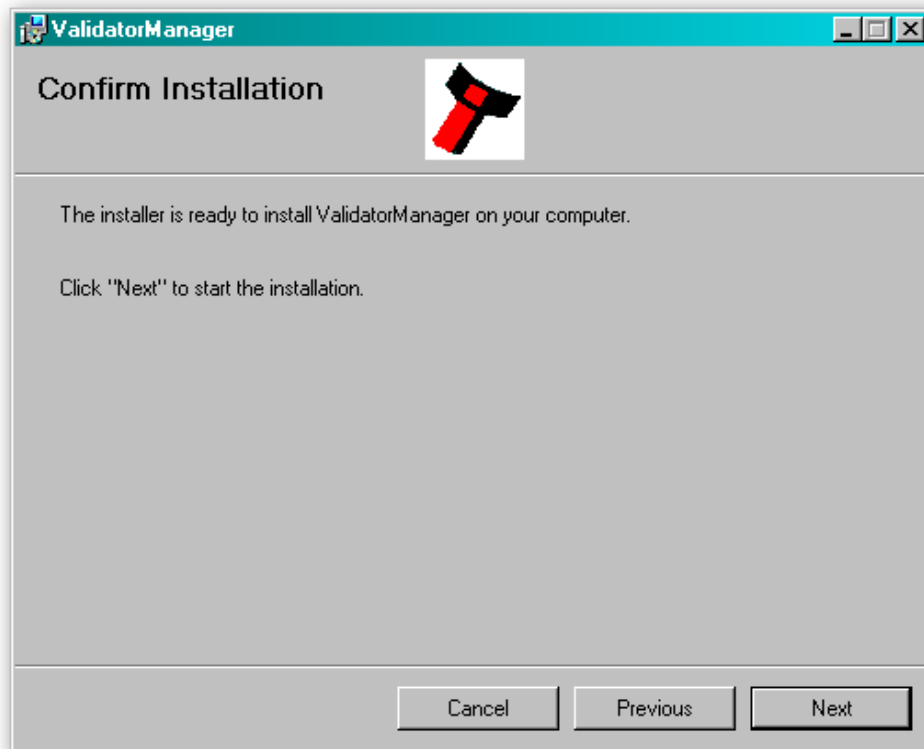 ValidatorManager
Confirm Installation
The installer is ready to install ValidatorManager on your computer.
Click "Next" to start the installation.
Cancel
Previous
Next